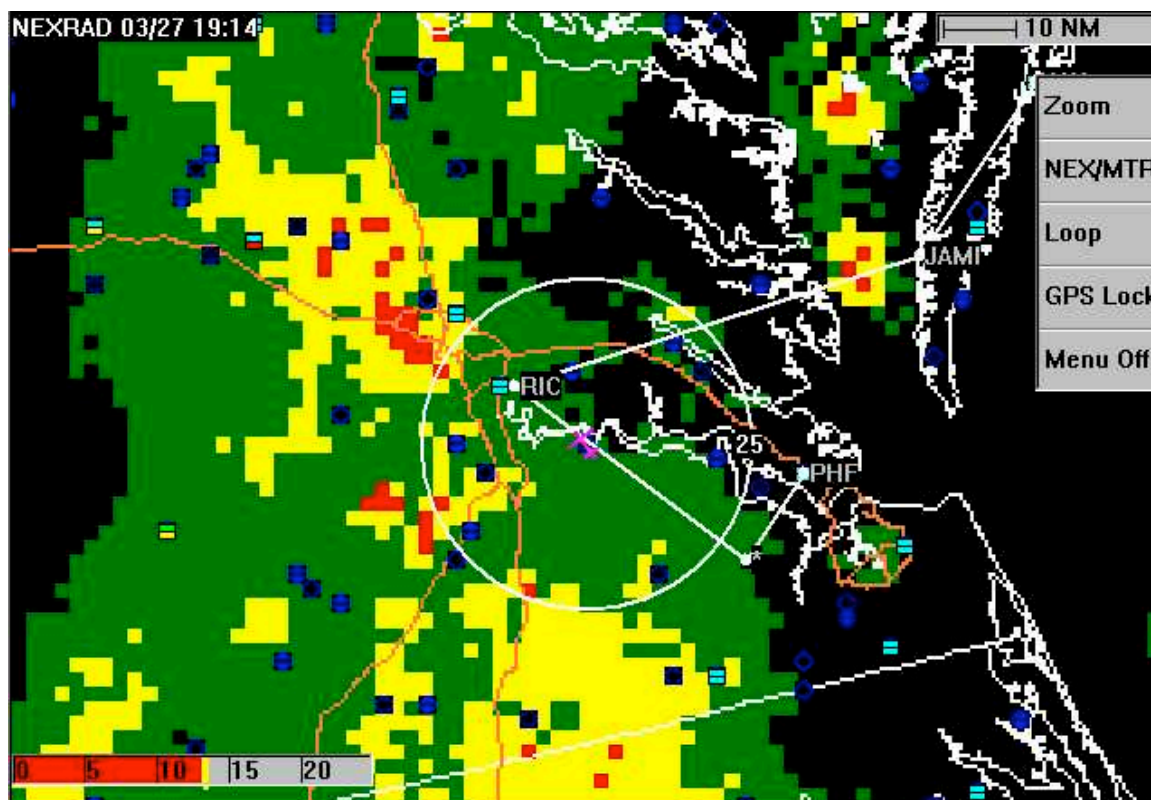 NEXRAD 03/27 19:14
10 NM
Zoom
NEX/MTR
Loop
JAMI
GPS Lock
Menu Off
RIC
25
PHF
*
0 5 10 15 20